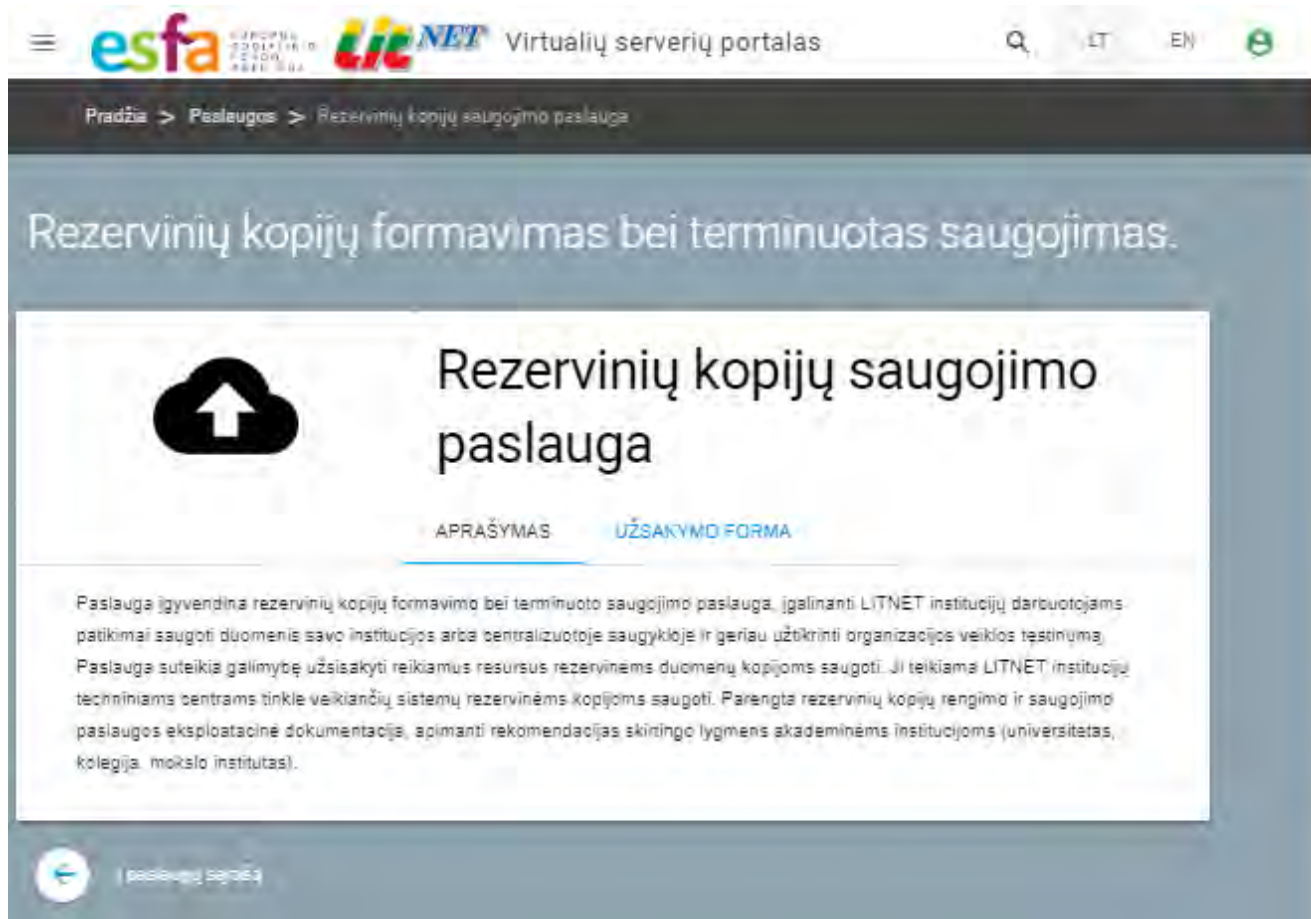 esfa LitNET Virtualių serverių portalas LT EN
Pradžia > Paslaugos > Rezervinių kopijų saugojimo paslauga
Rezervinių kopijų formavimas bei terminuotas saugojimas.
Rezervinių kopijų saugojimo
paslauga
APRAŠYMAS UŽSAKYMO FORMA
Paslauga įgyvendina rezervinių kopijų formavimo bei terminuoto saugojimo paslauga, įgalinanti LITNET institucijų darbuotojams
patikimai saugoti duomenis savo institucijos arba centralizuotoje saugykloje ir geriau užtikrinti organizacijos veiklos tęstinumą.
Paslauga suteikia galimybę užsisakyti reikiamus resursus rezervinėms duomenų kopijoms saugoti. Ji teikiama LITNET institucijų
techniniams centrams tinkle veikiančių sistemų rezervinėms kopijoms saugoti. Parengta rezervinių kopijų rengimo ir saugojimo
paslaugos eksploatacinė dokumentacija, apimanti rekomendacijas skirtingo lygmens akademinėms institucijoms (universitetas,
kolegija, mokslo institutas).
Į paslaugų sąrašą